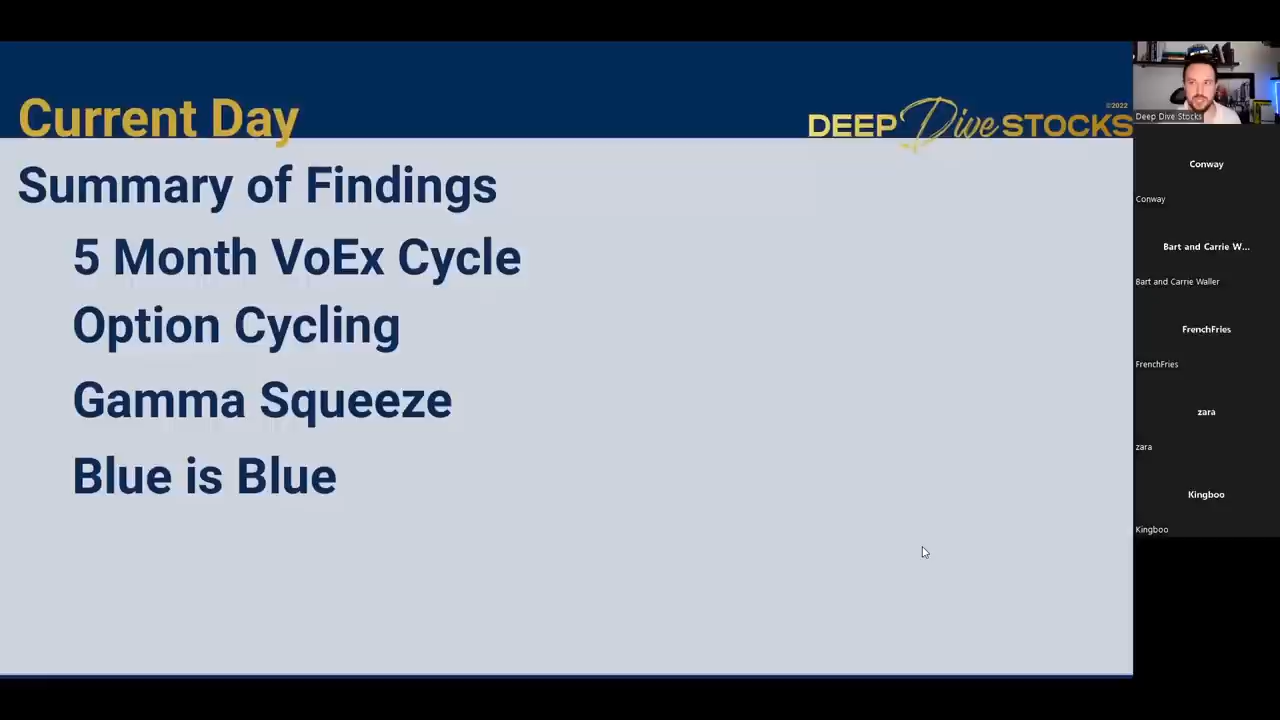 Current Day
©2022
DEEP Dive STOCKS
Summary of Findings
5 Month VoEx Cycle
Option Cycling
Gamma Squeeze
Blue is Blue
Deep Dive Stocks
Conway
Conway
Bart and Carrie W...
Bart and Carrie Waller
FrenchFries
FrenchFries
zara
zara
Kingboo
Kingboo